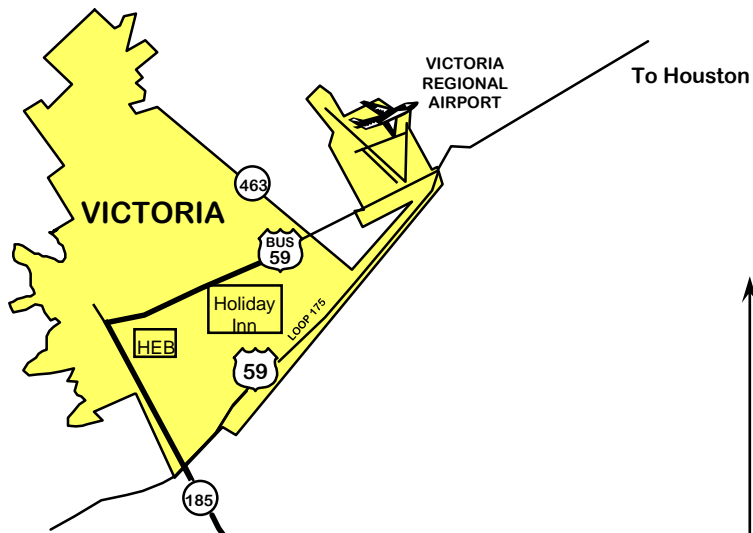 VICTORIA
REGIONAL
AIRPORT
To Houston
463
VICTORIA
BUS
59
Holiday
Inn
LOOP 175
HEB
59
185